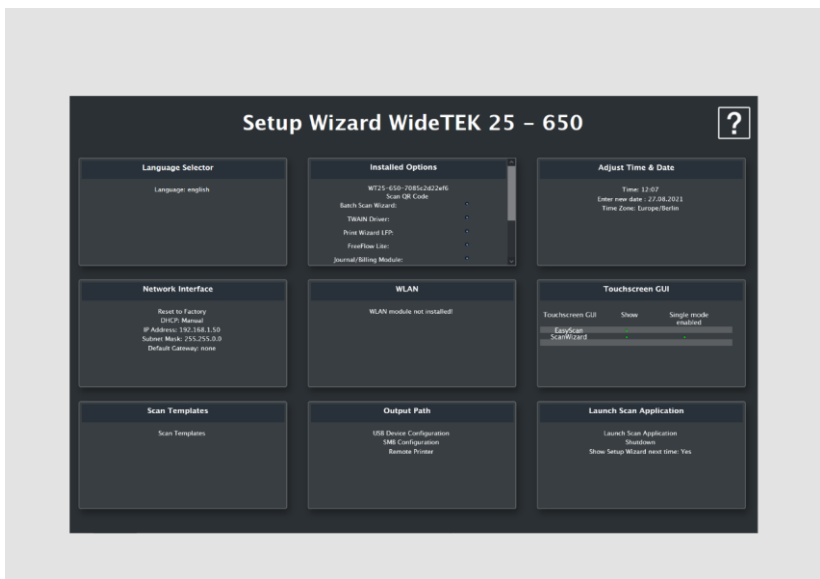 Setup Wizard WideTEK 25 – 650
?
Language Selector
Language: english
Installed Options
WT25-650-7085c2d22ef6
Scan QR Code
Batch Scan Wizard:
TWAIN Driver:
Print Wizard LFP:
FreeFlow Lite:
Journal/Billing Module:
Adjust Time & Date
Time: 12:07
Enter new date : 27.08.2021
Time Zone: Europe/Berlin
Network Interface
Reset to Factory
DHCP: Manual
IP Address: 192.168.1.50
Subnet Mask: 255.255.0.0
Default Gateway: none
WLAN
WLAN module not installed!
Touchscreen GUI
Touchscreen GUI Show Single mode
enabled
EasyScan
ScanWizard
Scan Templates
Scan Templates
Output Path
USB Device Configuration
SMB Configuration
Remote Printer
Launch Scan Application
Launch Scan Application
Shutdown
Show Setup Wizard next time: Yes